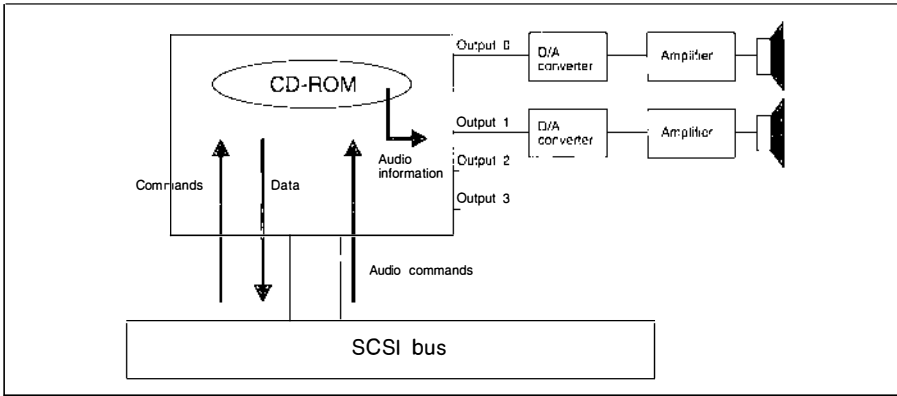 Output 0
D/A
converter
Amplifier
CD-ROM
Output 1
D/A
converter
Amplifier
Audio
information
Output 2
Commands
Data
Output 3
Audio commands
SCSI bus